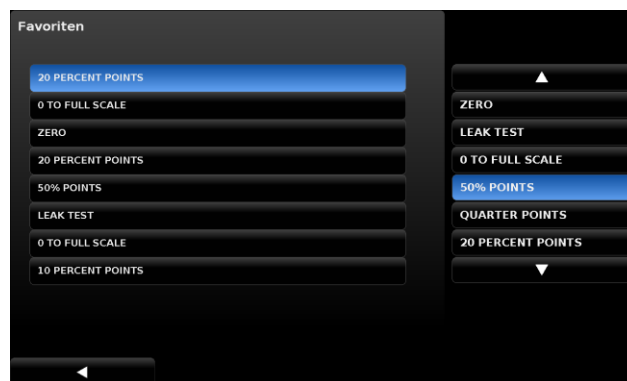 Favoriten
20 PERCENT POINTS
0 TO FULL SCALE
ZERO
20 PERCENT POINTS
50% POINTS
LEAK TEST
0 TO FULL SCALE
10 PERCENT POINTS
ZERO
LEAK TEST
0 TO FULL SCALE
50% POINTS
QUARTER POINTS
20 PERCENT POINTS